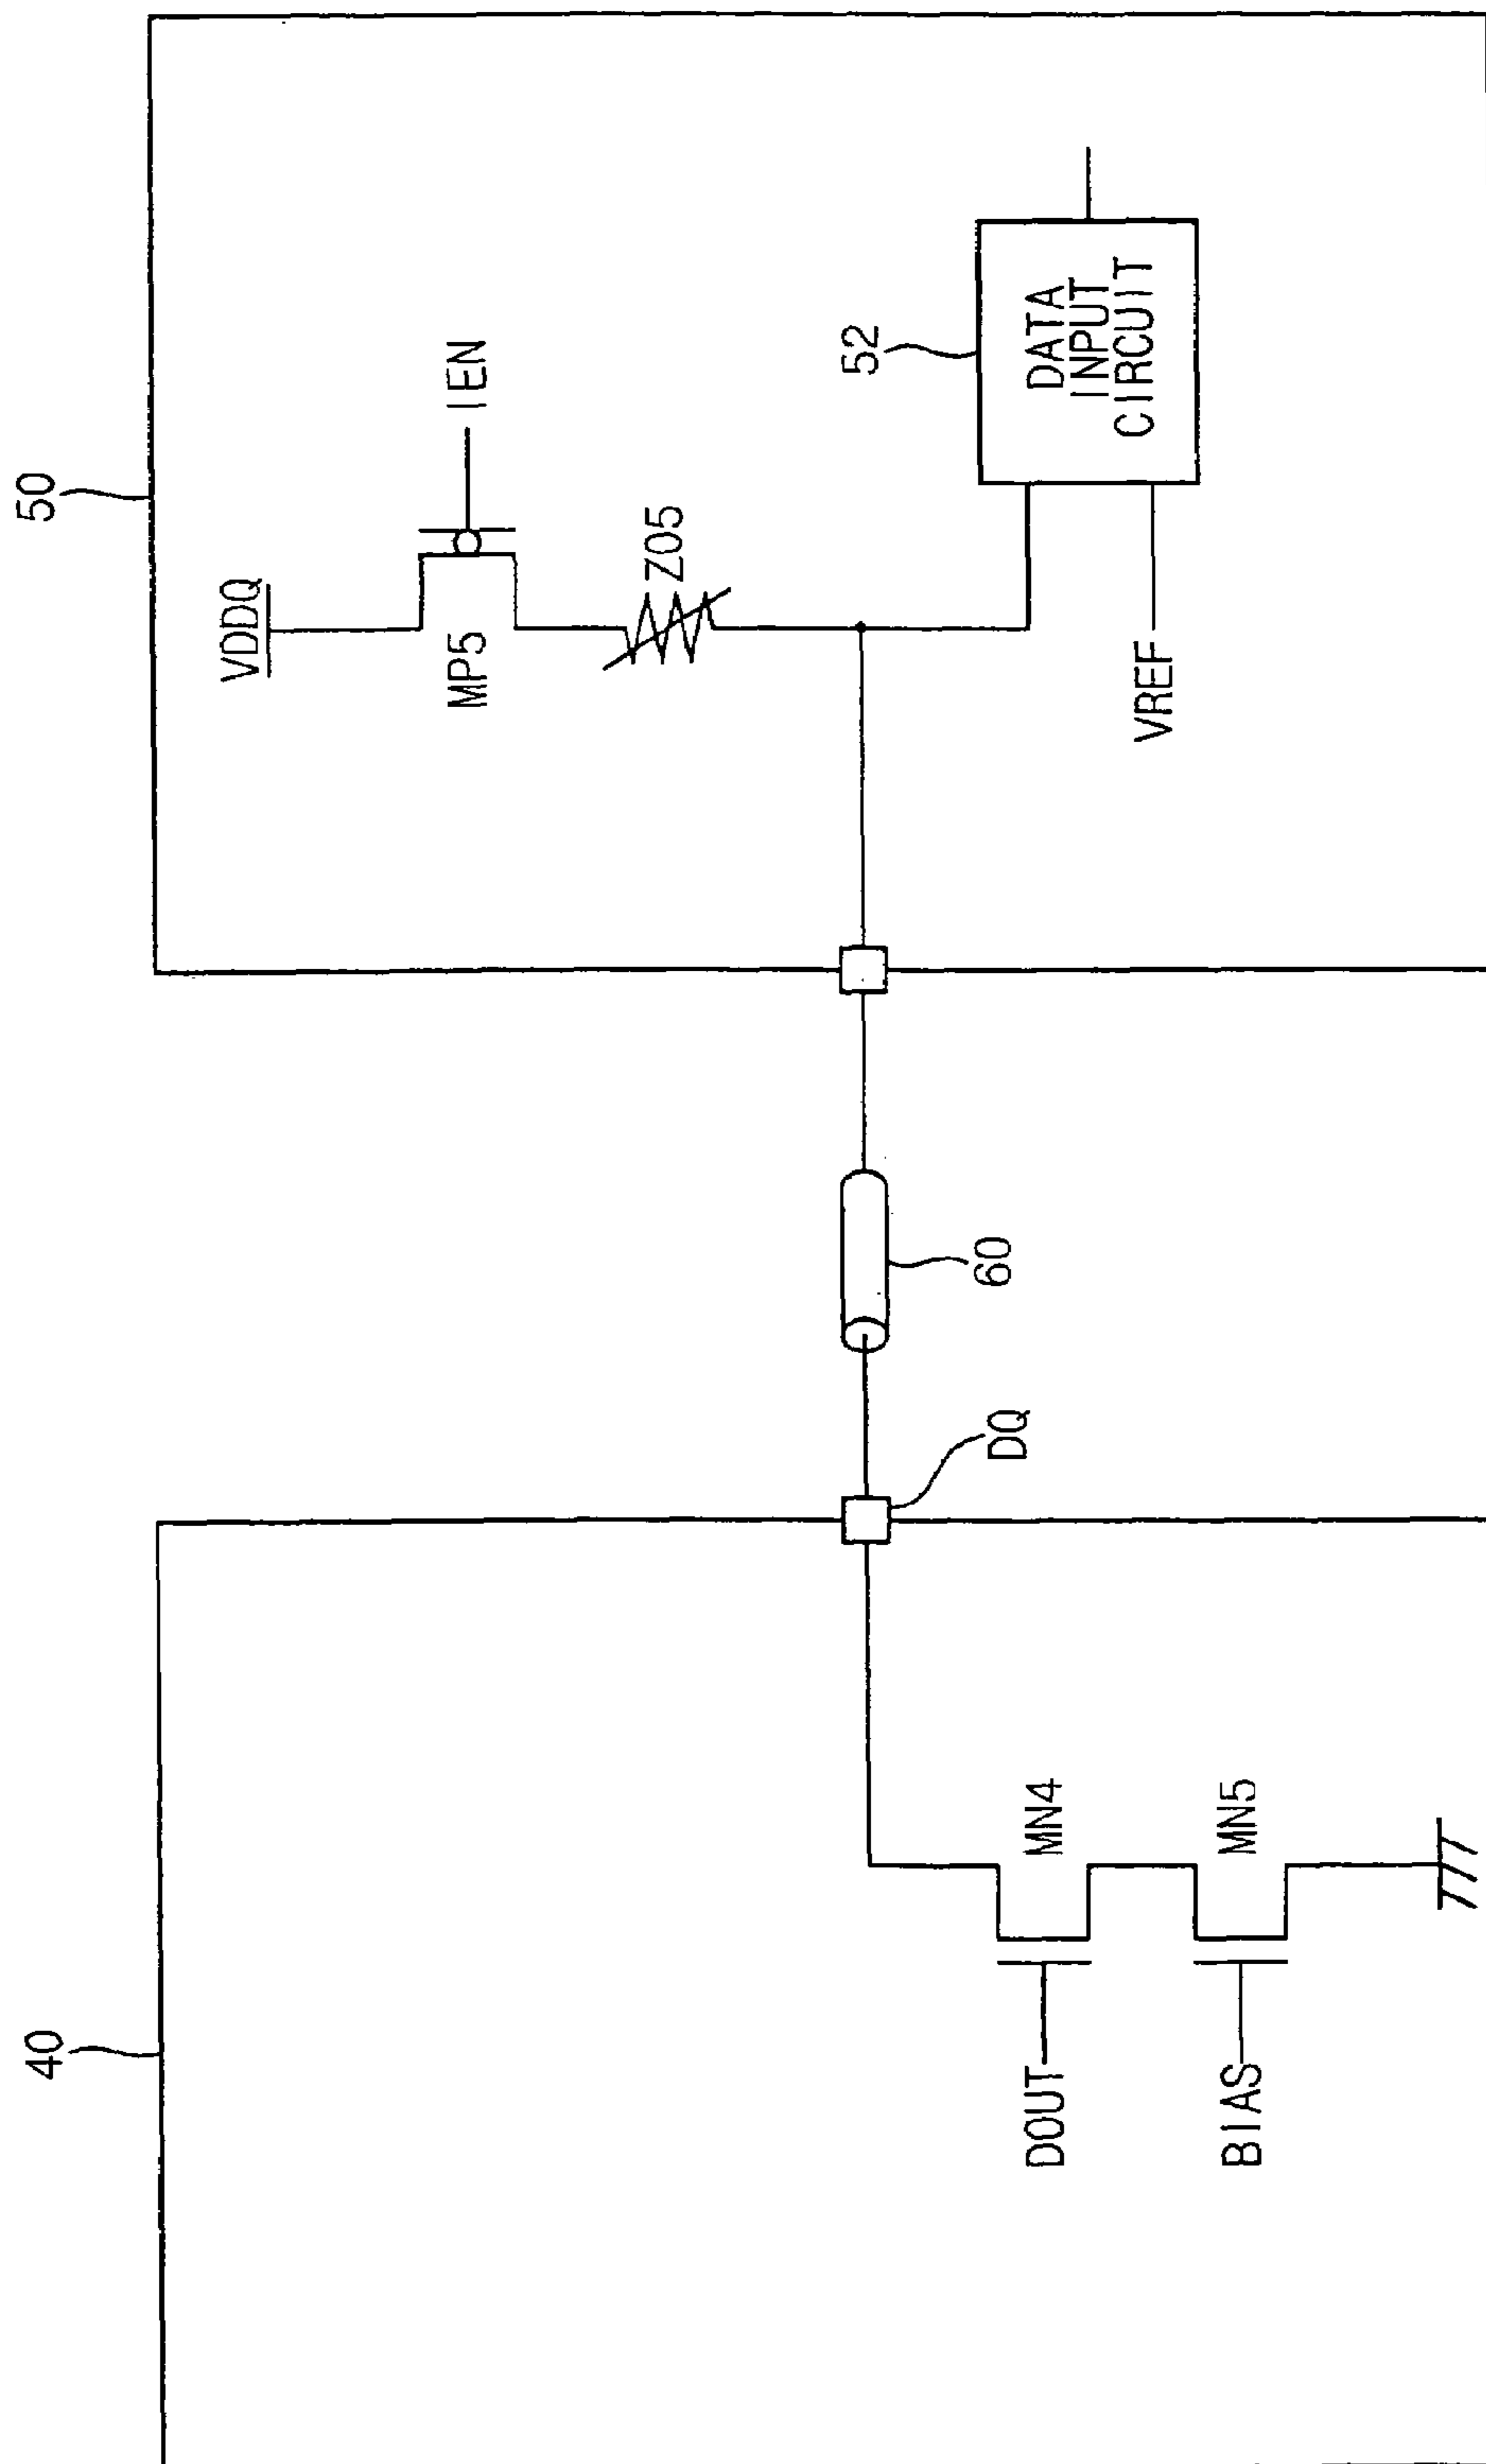 40
50
VDDQ
MP5
IEN
Z05
52
DATA
INPUT
CIRCUIT
VREF
DQ
60
DOUT
MN4
BIAS
MN5